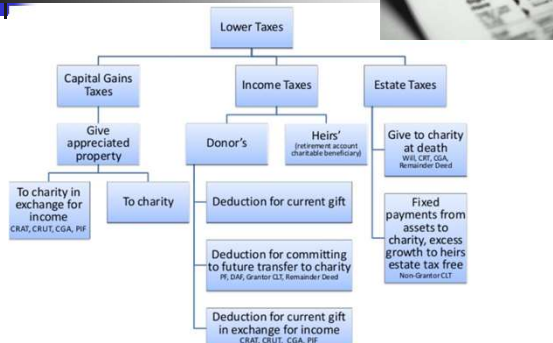 Lower Taxes
Capital Gains
Taxes
Income Taxes
Estate Taxes
Give
appreciated
property
Donor's
Heirs'
(retirement account
charitable beneficiary)
Give to charity
at death
Will, CRT, CGA,
Remainder Deed
To charity in
exchange for
income
CRAT, CRUT, CGA, PIF
To charity
Deduction for current gift
Fixed
payments from
assets to
charity, excess
growth to heirs
estate tax free
Non-Grantor CLT
Deduction for committing
to future transfer to charity
PF, DAF, Grantor CLT, Remainder Deed
Deduction for current gift
in exchange for income
CRAT, CRUT, CGA, PIF